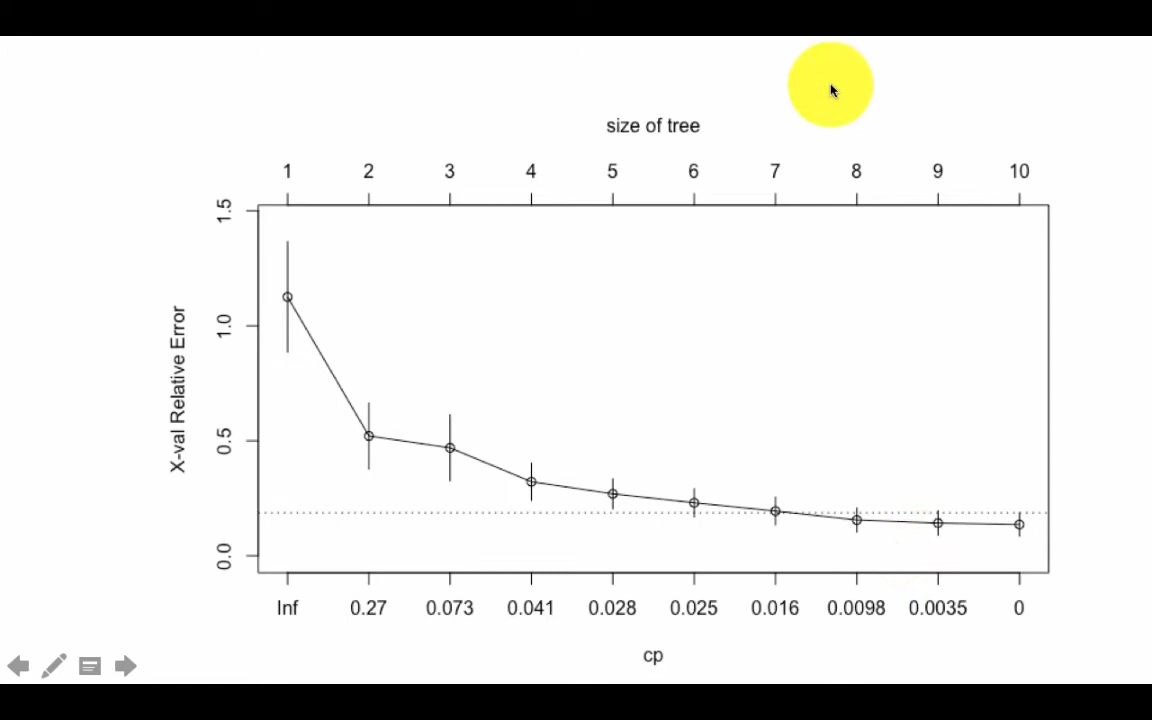 size of tree
1 2 3 4 5 6 7 8 9 10
1.5
1.0
0.5
0.0
X-val Relative Error
Inf 0.27 0.073 0.041 0.028 0.025 0.016 0.0098 0.0035 0
cp